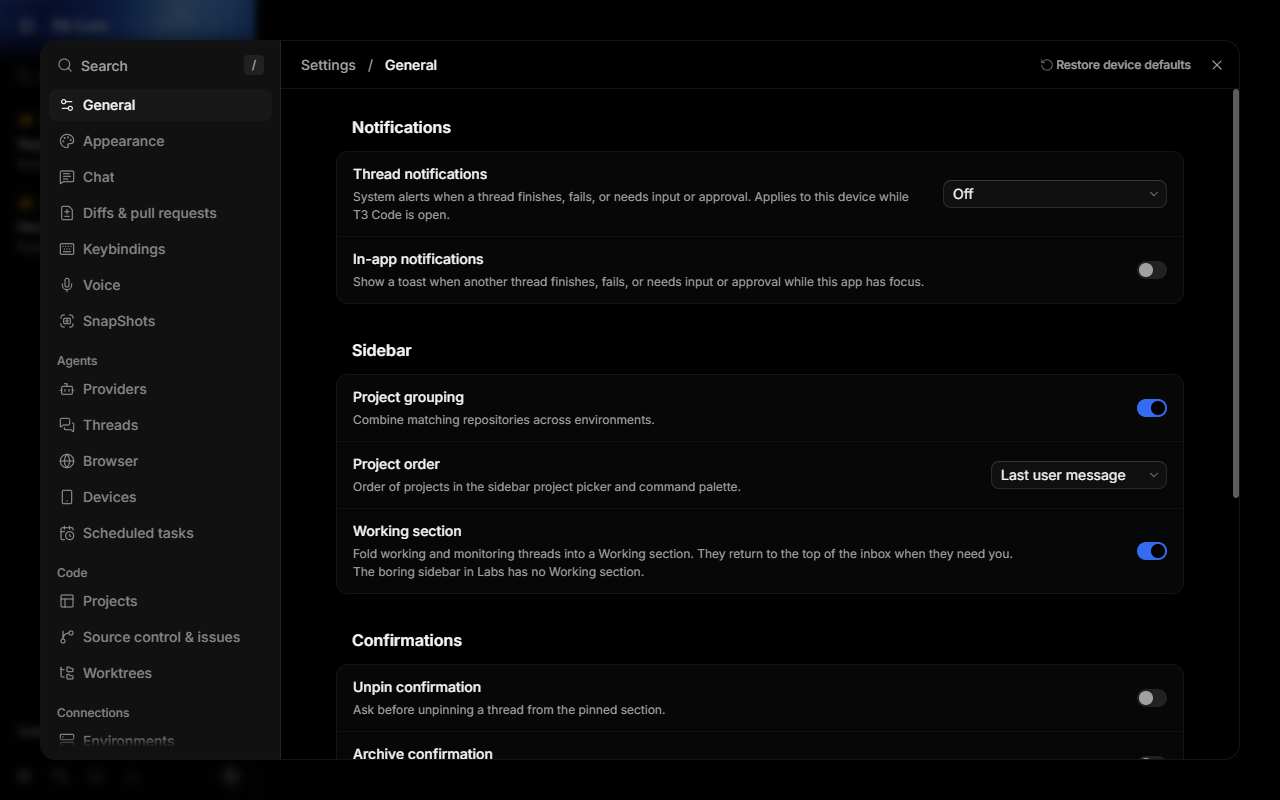 Search
/
General
Appearance
Chat
Diffs & pull requests
Keybindings
Voice
SnapShots
Agents
Providers
Threads
Browser
Devices
Scheduled tasks
Code
Projects
Source control & issues
Worktrees
Connections
Environments
Settings / General
Restore device defaults
Notifications
Thread notifications
System alerts when a thread finishes, fails, or needs input or approval. Applies to this device while
T3 Code is open.
Off
In-app notifications
Show a toast when another thread finishes, fails, or needs input or approval while this app has focus.
Sidebar
Project grouping
Combine matching repositories across environments.
Project order
Order of projects in the sidebar project picker and command palette.
Last user message
Working section
Fold working and monitoring threads into a Working section. They return to the top of the inbox when they need you.
The boring sidebar in Labs has no Working section.
Confirmations
Unpin confirmation
Ask before unpinning a thread from the pinned section.
Archive confirmation